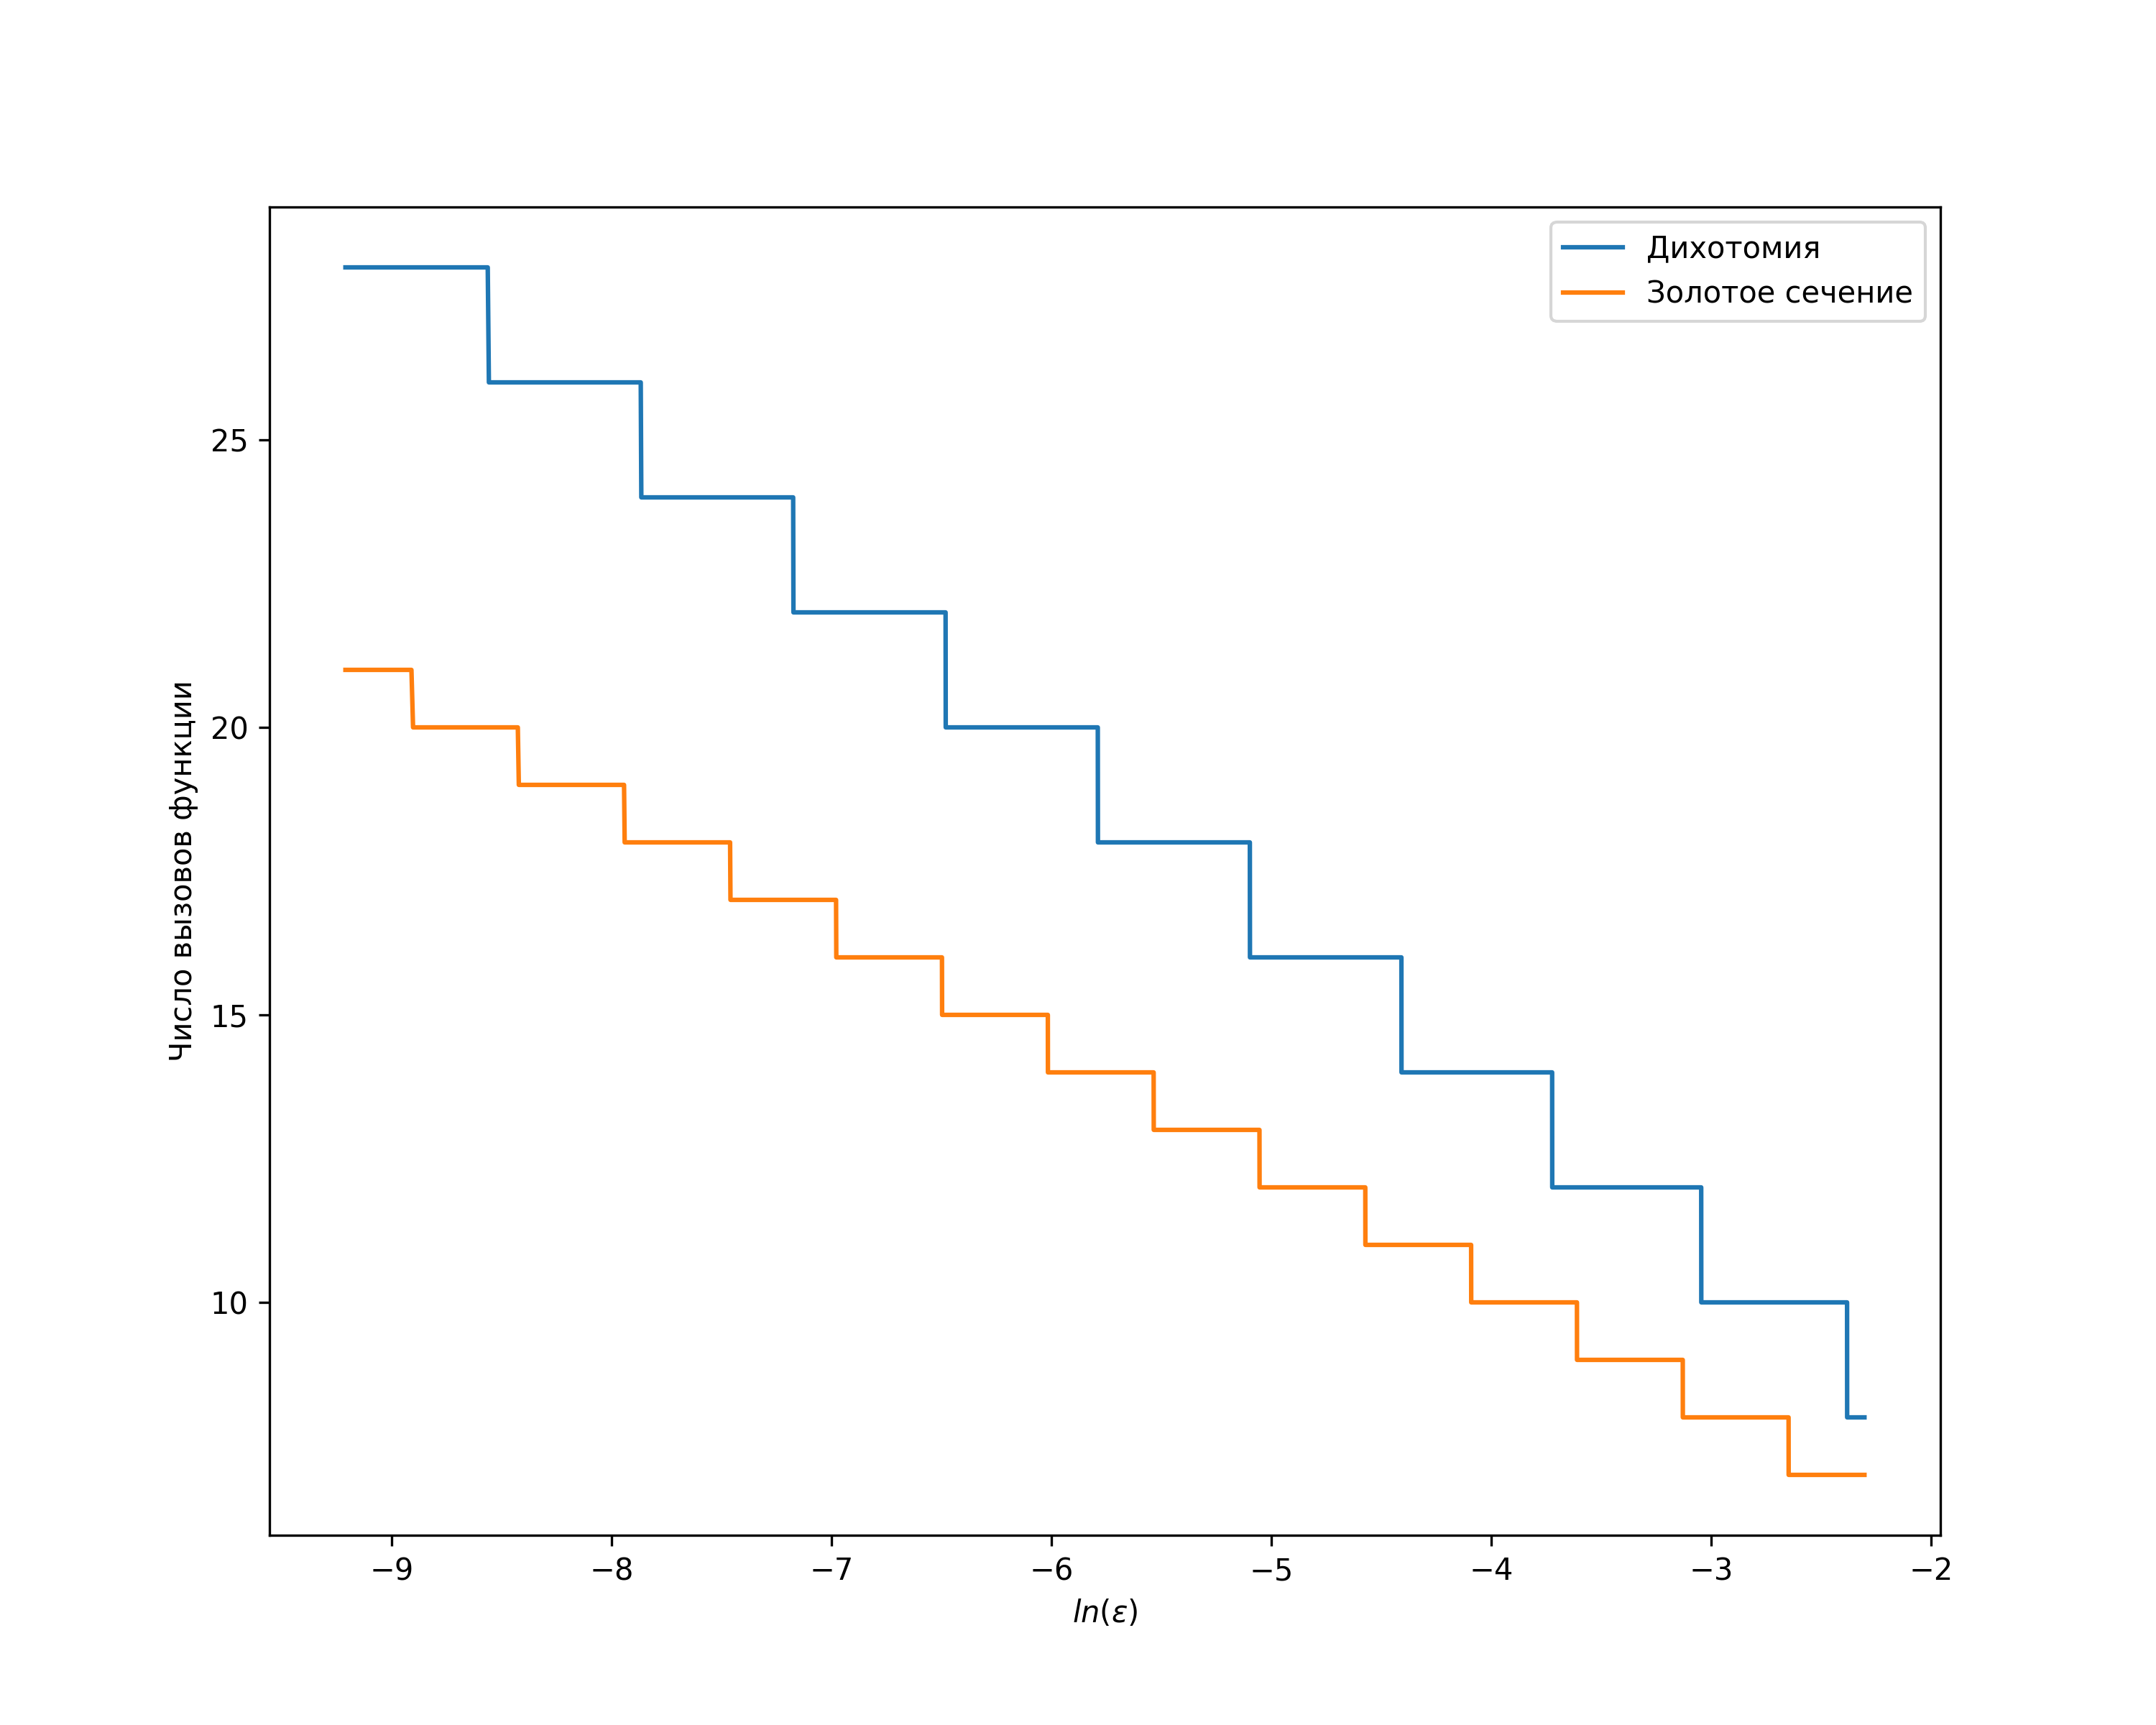 Дихотомия
Золотое сечение
Число вызовов функции
25
20
15
10
−9 −8 −7 −6 −5 −4 −3 −2
ln(ε)